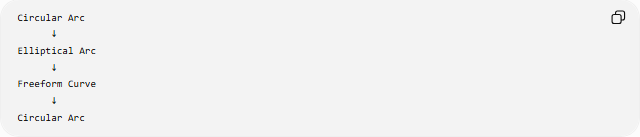 Circular Arc
↓
Elliptical Arc
↓
Freeform Curve
↓
Circular Arc